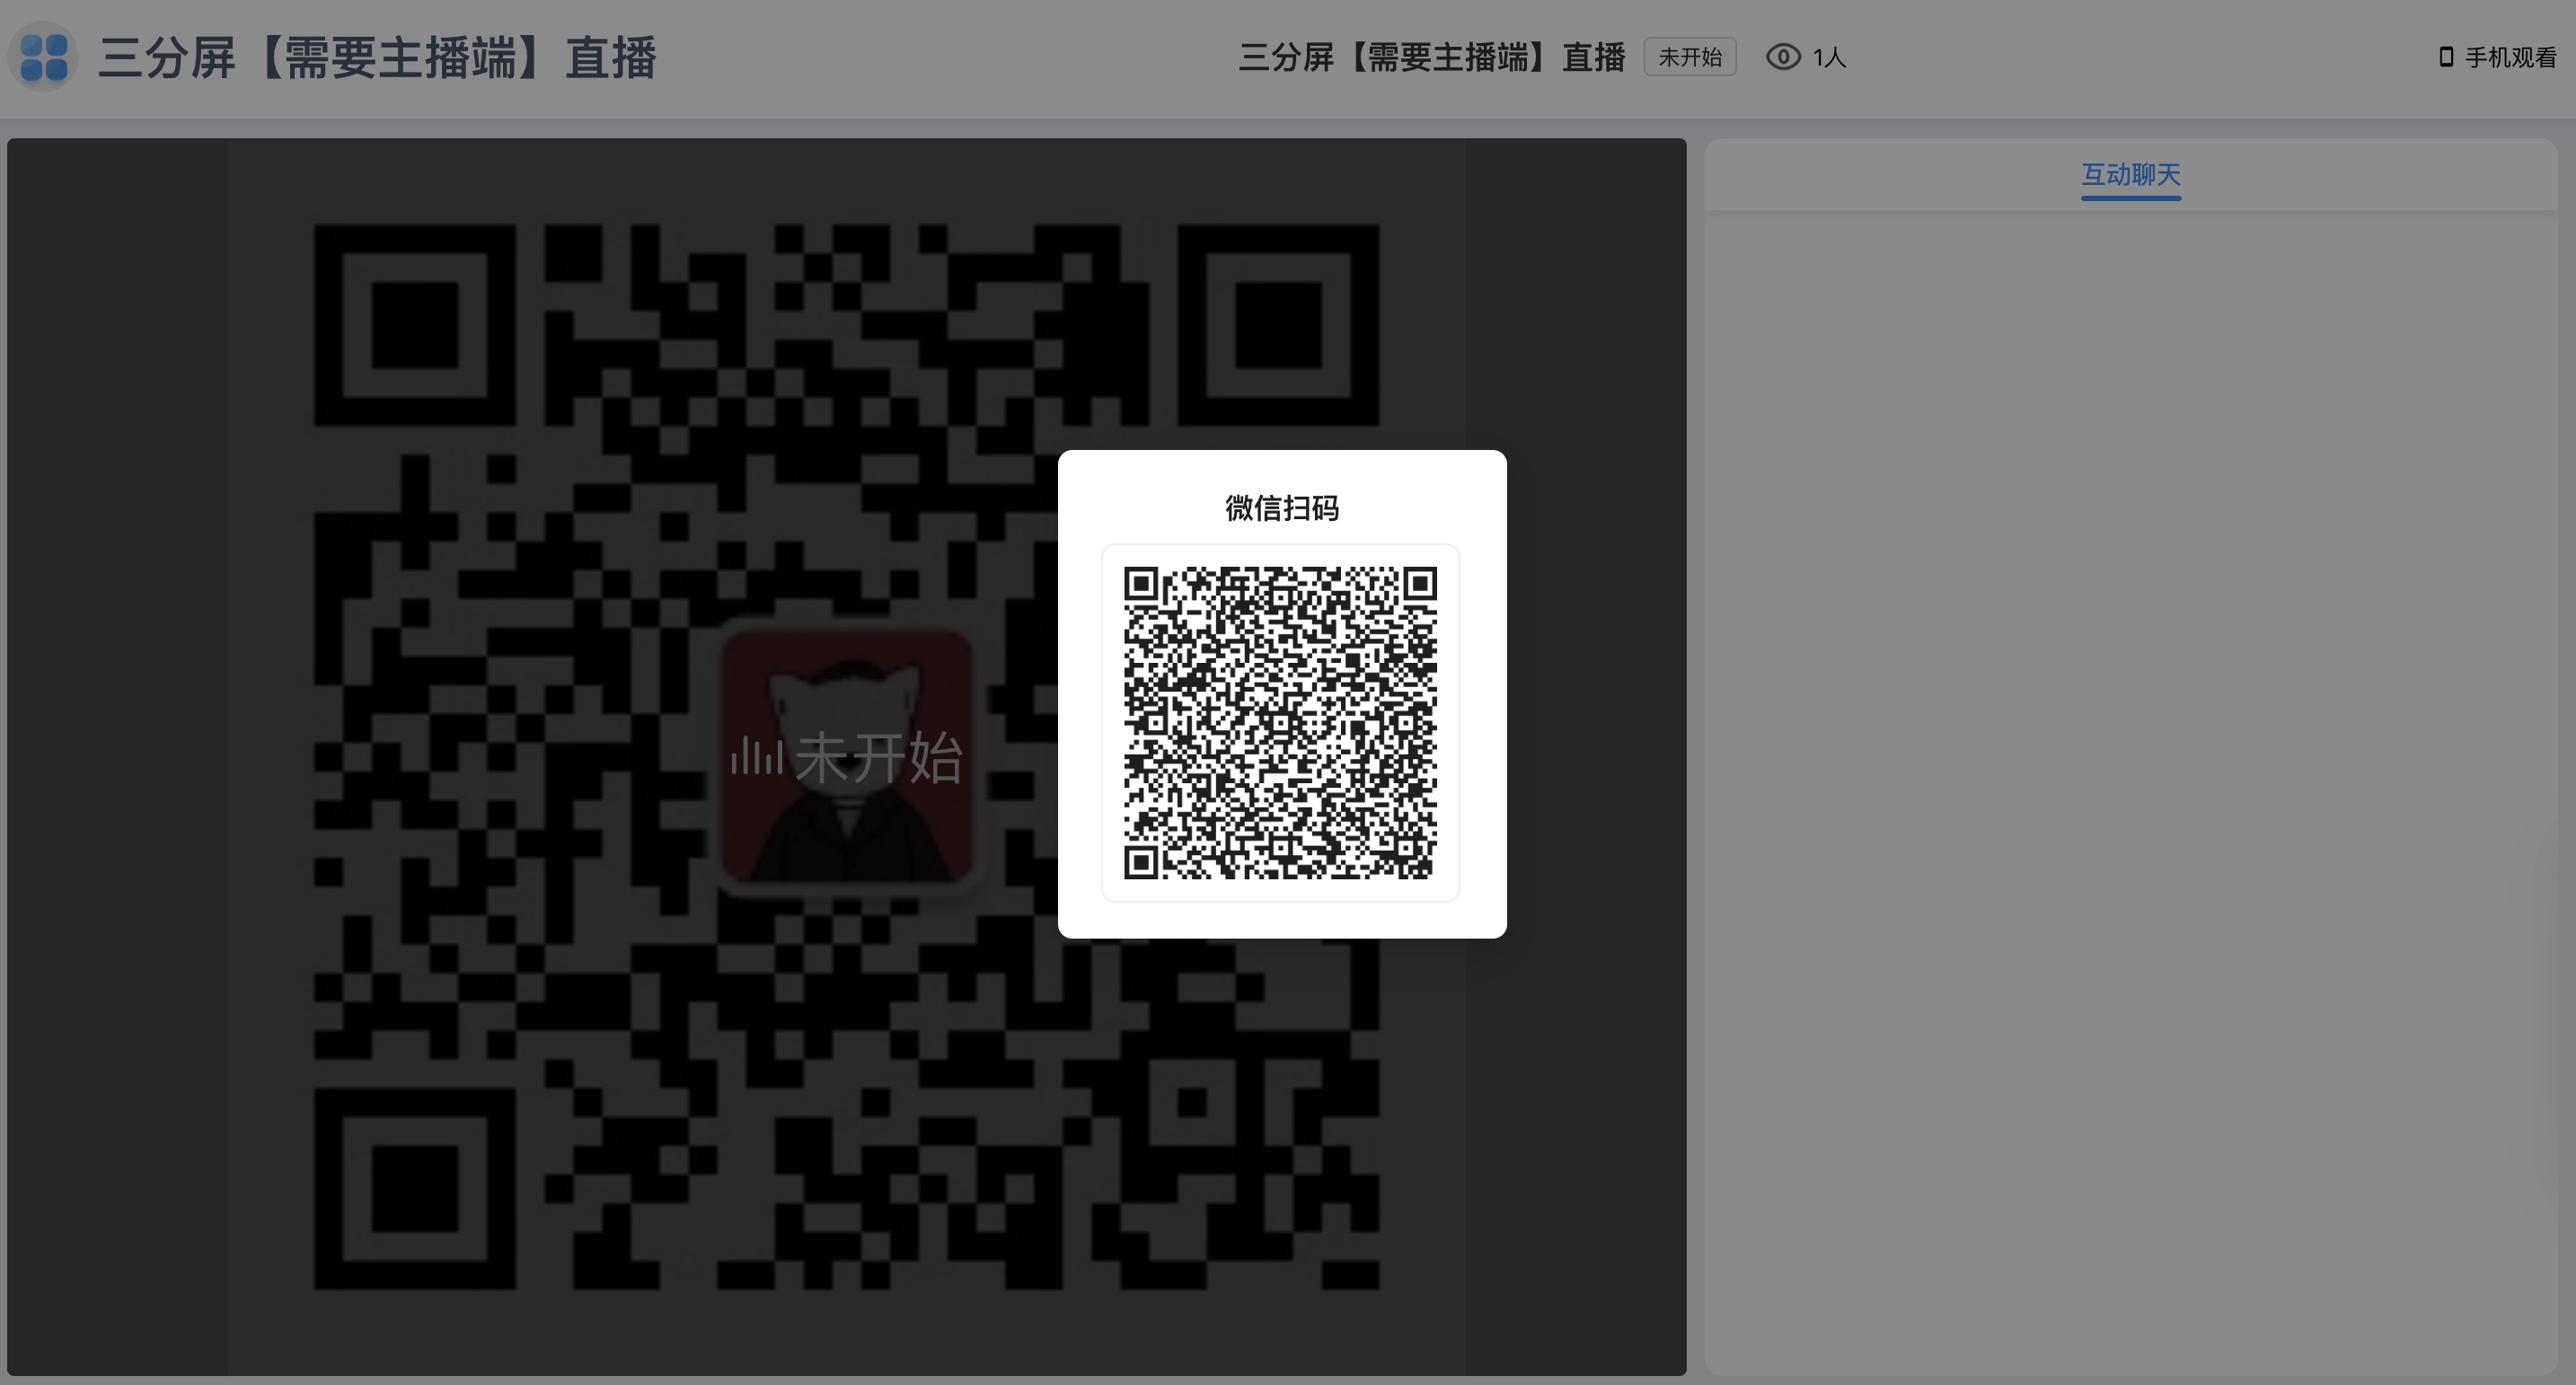 三分屏【需要主播端】直播
三分屏【需要主播端】直播 未开始 1人
手机观看
互动聊天
微信扫码
未开始